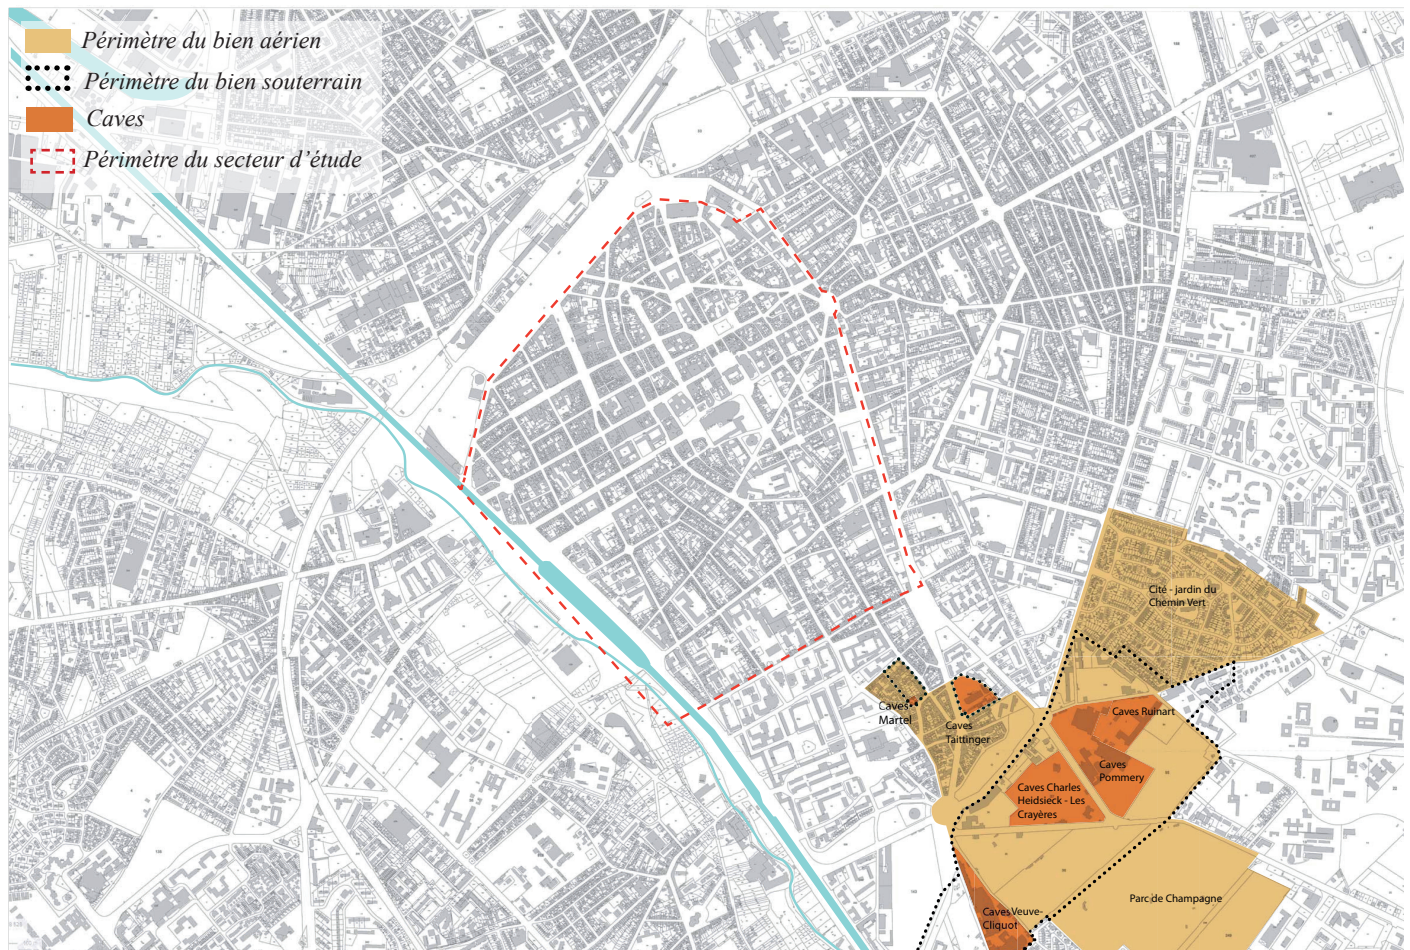 Périmètre du bien aérien
Périmètre du bien souterrain
Caves
Périmètre du secteur d'étude
Cité - jardin du
Chemin Vert
Caves
Martel
Caves
Taittinger
Caves Ruinart
Caves
Pommery
Caves Charles
Heidsieck - Les
Crayères
Parc de Champagne
Caves Veuve-
Cliquot